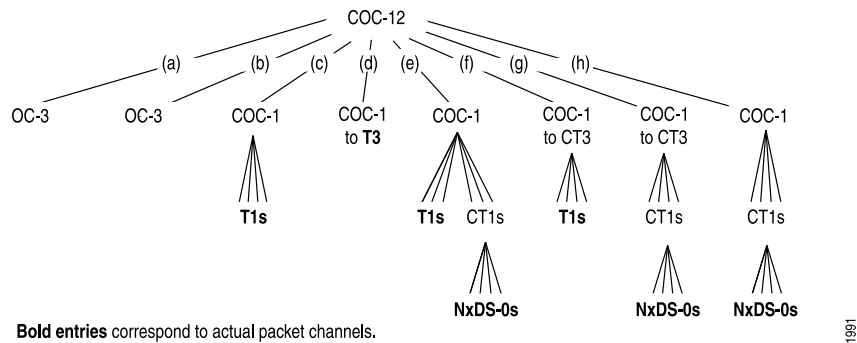 COC-12
(a) (b) (c) (d) (e) (f) (g) (h)
OC-3 OC-3 COC-1 COC-1 COC-1 COC-1 COC-1 COC-1
to T3 to CT3 to CT3
T1s T1s CT1s T1s CT1s CT1s
NxDS-0s NxDS-0s NxDS-0s
Bold entries correspond to actual packet channels.
1991